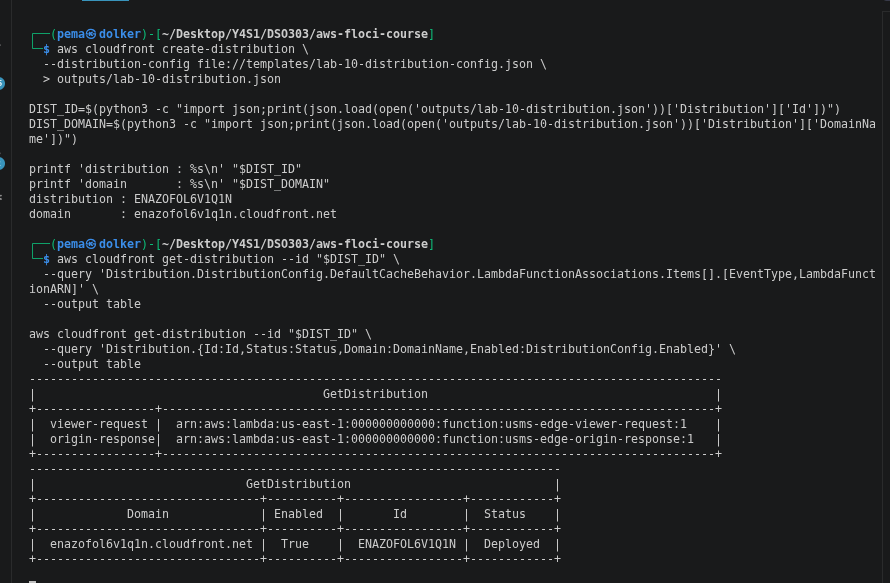 ┌──(pema㉿dolker)-[~/Desktop/Y4S1/DSO303/aws-floci-course]
└─$ aws cloudfront create-distribution \
  --distribution-config file://templates/lab-10-distribution-config.json \
  > outputs/lab-10-distribution.json

DIST_ID=$(python3 -c "import json;print(json.load(open('outputs/lab-10-distribution.json'))['Distribution']['Id'])")
DIST_DOMAIN=$(python3 -c "import json;print(json.load(open('outputs/lab-10-distribution.json'))['Distribution']['DomainNa
me'])")

printf 'distribution : %s\n' "$DIST_ID"
printf 'domain       : %s\n' "$DIST_DOMAIN"
distribution : ENAZOFOL6V1Q1N
domain       : enazofol6v1q1n.cloudfront.net

┌──(pema㉿dolker)-[~/Desktop/Y4S1/DSO303/aws-floci-course]
└─$ aws cloudfront get-distribution --id "$DIST_ID" \
  --query 'Distribution.DistributionConfig.DefaultCacheBehavior.LambdaFunctionAssociations.Items[].[EventType,LambdaFunct
ionARN]' \
  --output table

aws cloudfront get-distribution --id "$DIST_ID" \
  --query 'Distribution.{Id:Id,Status:Status,Domain:DomainName,Enabled:DistributionConfig.Enabled}' \
  --output table
---------------------------------------------------------------------------------------------------
|                                         GetDistribution                                         |
+-----------------+-------------------------------------------------------------------------------+
|  viewer-request |  arn:aws:lambda:us-east-1:000000000000:function:usms-edge-viewer-request:1    |
|  origin-response|  arn:aws:lambda:us-east-1:000000000000:function:usms-edge-origin-response:1   |
+-----------------+-------------------------------------------------------------------------------+
----------------------------------------------------------------------------
|                              GetDistribution                             |
+--------------------------------+----------+-----------------+------------+
|             Domain             | Enabled  |       Id        |  Status    |
+--------------------------------+----------+-----------------+------------+
|  enazofol6v1q1n.cloudfront.net |  True    |  ENAZOFOL6V1Q1N |  Deployed  |
+--------------------------------+----------+-----------------+------------+